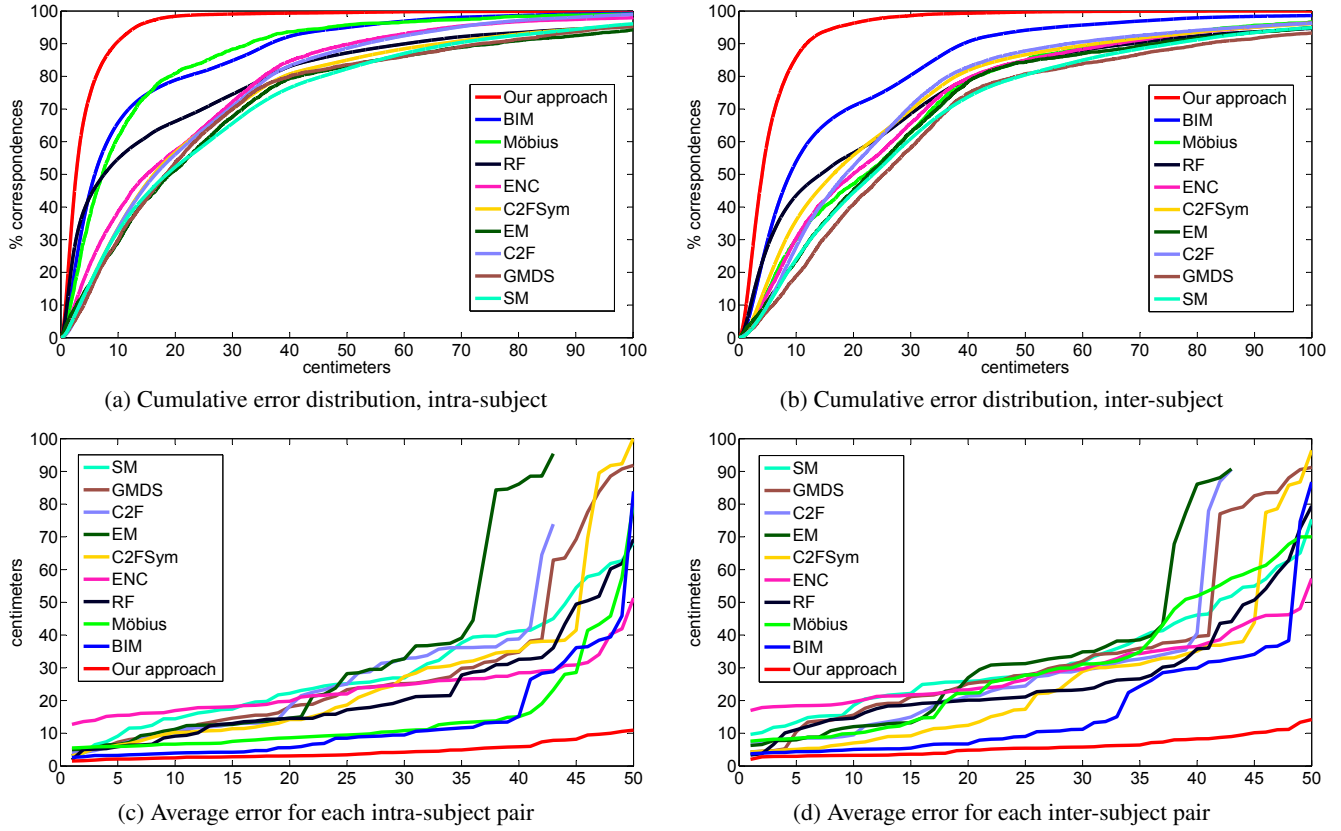 100
90
80
70
60
50
40
30
20
10
0
% correspondences
0 10 20 30 40 50 60 70 80 90 100
centimeters
Our approach
BIM
Möbius
RF
ENC
C2FSym
EM
C2F
GMDS
SM
(a) Cumulative error distribution, intra-subject
100
90
80
70
60
50
40
30
20
10
0
% correspondences
0 10 20 30 40 50 60 70 80 90 100
centimeters
Our approach
BIM
Möbius
RF
ENC
C2FSym
EM
C2F
GMDS
SM
(b) Cumulative error distribution, inter-subject
100
90
80
70
60
50
40
30
20
10
0
centimeters
0 5 10 15 20 25 30 35 40 45 50
SM
GMDS
C2F
EM
C2FSym
ENC
RF
Möbius
BIM
Our approach
(c) Average error for each intra-subject pair
100
90
80
70
60
50
40
30
20
10
0
centimeters
0 5 10 15 20 25 30 35 40 45 50
SM
GMDS
C2F
EM
C2FSym
ENC
RF
Möbius
BIM
Our approach
(d) Average error for each inter-subject pair